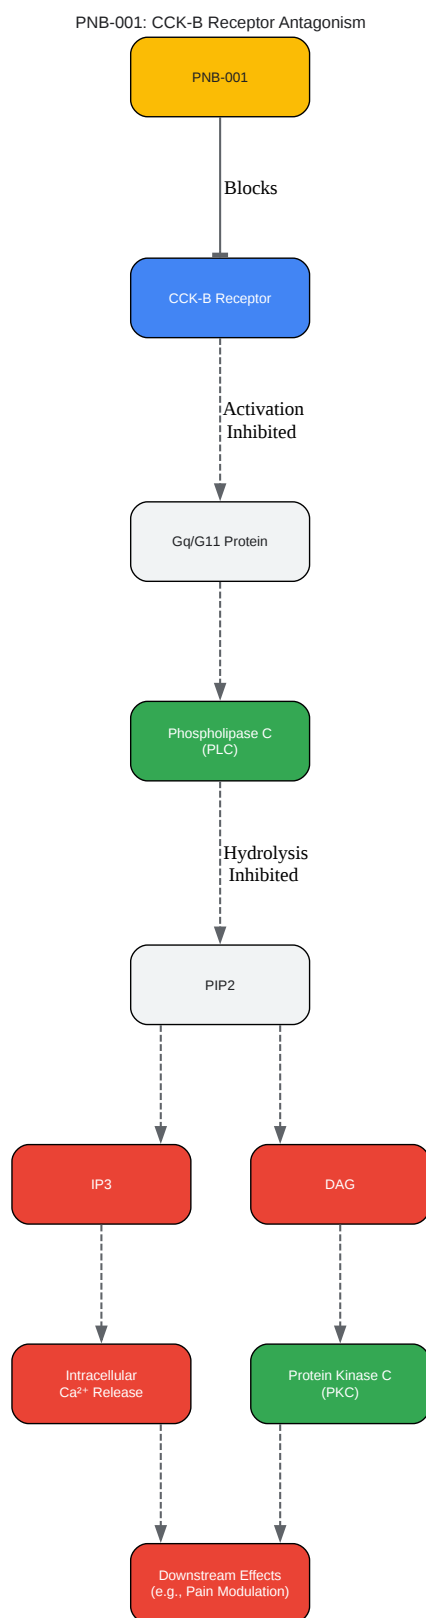 PNB-001: CCK-B Receptor Antagonism
PNB-001
Blocks
CCK-B Receptor
Activation
Inhibited
Gq/G11 Protein
Phospholipase C
(PLC)
Hydrolysis
Inhibited
PIP2
IP3
DAG
Intracellular
Ca²⁺ Release
Protein Kinase C
(PKC)
Downstream Effects
(e.g., Pain Modulation)